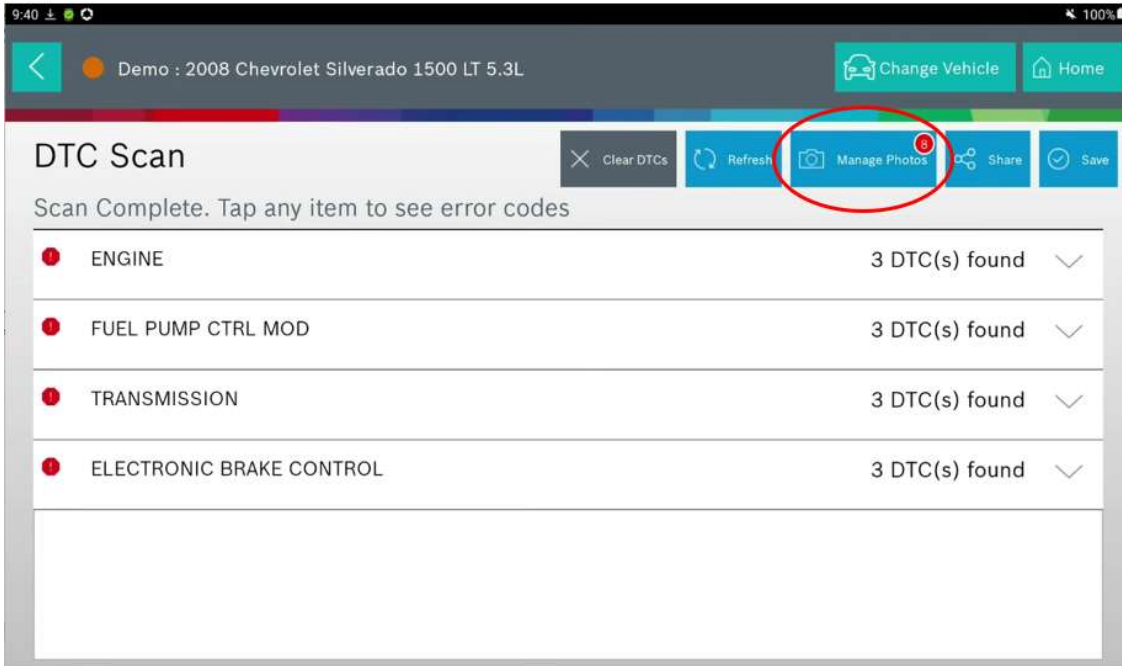 9:40 100%
Demo : 2008 Chevrolet Silverado 1500 LT 5.3L Change Vehicle Home
DTC Scan Clear DTCs Refresh Manage Photos 8 Share Save
Scan Complete. Tap any item to see error codes
ENGINE 3 DTC(s) found
FUEL PUMP CTRL MOD 3 DTC(s) found
TRANSMISSION 3 DTC(s) found
ELECTRONIC BRAKE CONTROL 3 DTC(s) found